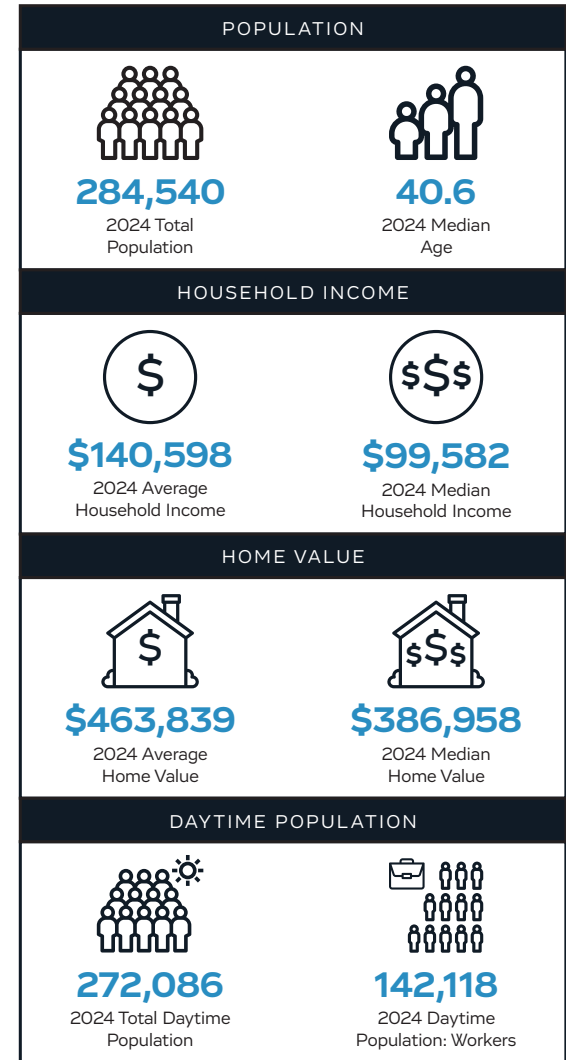 POPULATION
284,540
2024 Total
Population
40.6
2024 Median
Age
HOUSEHOLD INCOME
$
$140,598
2024 Average
Household Income
$$$
$99,582
2024 Median
Household Income
HOME VALUE
$
$463,839
2024 Average
Home Value
$$$
$386,958
2024 Median
Home Value
DAYTIME POPULATION
272,086
2024 Total Daytime
Population
142,118
2024 Daytime
Population: Workers